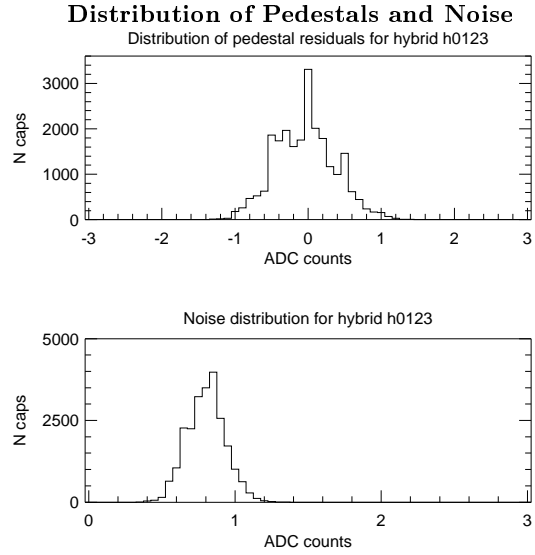 Distribution of Pedestals and Noise
Distribution of pedestal residuals for hybrid h0123
3000
2000
1000
0
N caps
-3 -2 -1 0 1 2 3
ADC counts
Noise distribution for hybrid h0123
5000
2500
0
N caps
0 1 2 3
ADC counts